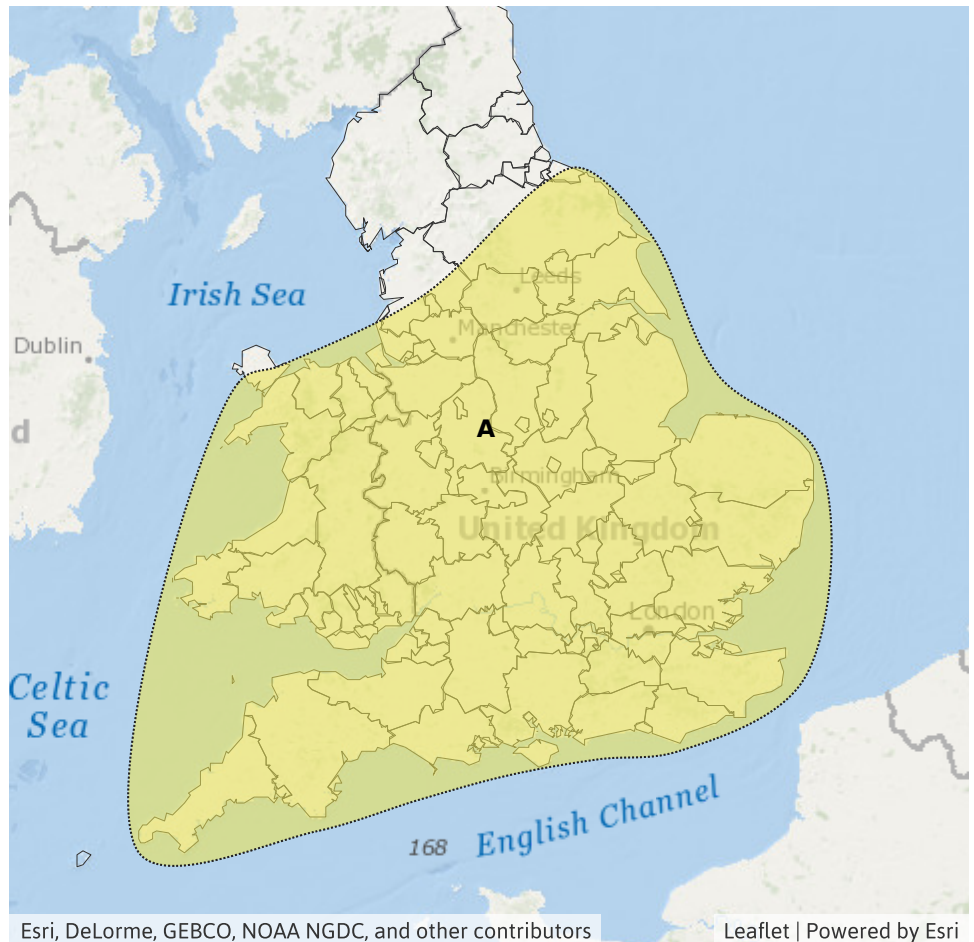 Leeds
Irish Sea
Manchester
Dublin
d
A
Birmingham
United Kingdom
London
Celtic
Sea
English Channel
168
Esri, DeLorme, GEBCO, NOAA NGDC, and other contributors
Leaflet | Powered by Esri